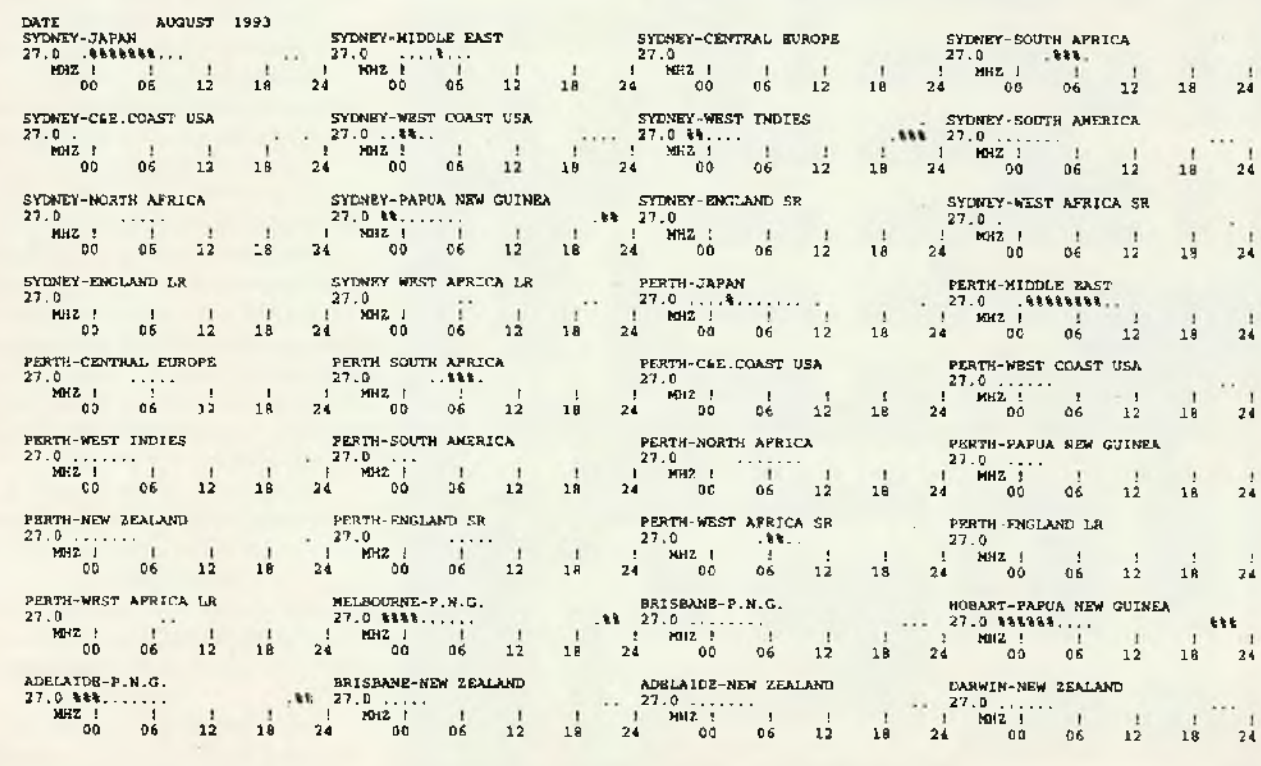 DATE AUGUST 1993
SYDNEY-JAPAN SYDNEY-MIDDLE EAST SYDNEY-CENTRAL EUROPE SYDNEY-SOUTH AFRICA
27.0 .%%%%%%%... .. 27.0 ....%... 27.0 27.0 .%%%.
MHZ ! ! ! ! ! MHZ ! ! ! ! ! MHZ ! ! ! ! ! MHZ ! ! ! ! !
00 06 12 18 24 00 06 12 18 24 00 06 12 18 24 00 06 12 18 24
SYDNEY-C&E.COAST USA SYDNEY-WEST COAST USA SYDNEY-WEST INDIES SYDNEY-SOUTH AMERICA
27.0 . . 27.0 ..%%.. .... 27.0 %%.... .%%% 27.0 ....... ...
MHZ ! ! ! ! ! MHZ ! ! ! ! ! MHZ ! ! ! ! ! MHZ ! ! ! ! !
00 06 12 18 24 00 06 12 18 24 00 06 12 18 24 00 06 12 18 24
SYDNEY-NORTH AFRICA SYDNEY-PAPUA NEW GUINEA SYDNEY-ENGLAND SR SYDNEY-WEST AFRICA SR
27.0 ..... 27.0 %%....... .%% 27.0 27.0 .
MHZ ! ! ! ! ! MHZ ! ! ! ! ! MHZ ! ! ! ! ! MHZ ! ! ! ! !
00 06 12 18 24 00 06 12 18 24 00 06 12 18 24 00 06 12 18 24
SYDNEY-ENGLAND LR SYDNEY WEST AFRICA LR PERTH-JAPAN PERTH-MIDDLE EAST
27.0 27.0 .. .. 27.0 ....%....... . . 27.0 .%%%%%%%%..
MHZ ! ! ! ! ! MHZ ! ! ! ! ! MHZ ! ! ! ! ! MHZ ! ! ! ! !
00 06 12 18 24 00 06 12 18 24 00 06 12 18 24 00 06 12 18 24
PERTH-CENTRAL EUROPE PERTH SOUTH AFRICA PERTH-C&E.COAST USA PERTH-WEST COAST USA
27.0 ..... 27.0 ..%%%. 27.0 27.0 ...... ..
MHZ ! ! ! ! ! MHZ ! ! ! ! ! MHZ ! ! ! ! ! MHZ ! ! ! ! !
00 06 12 18 24 00 06 12 18 24 00 06 12 18 24 00 06 12 18 24
PERTH-WEST INDIES PERTH-SOUTH AMERICA PERTH-NORTH AFRICA PERTH-PAPUA NEW GUINEA
27.0 ....... . 27.0 ... 27.0 ....... 27.0 ....
MHZ ! ! ! ! ! MHZ ! ! ! ! ! MHZ ! ! ! ! ! MHZ ! ! ! ! !
00 06 12 18 24 00 06 12 18 24 00 06 12 18 24 00 06 12 18 24
PERTH-NEW ZEALAND PERTH-ENGLAND SR PERTH-WEST AFRICA SR PERTH-ENGLAND LR
27.0 ....... . 27.0 ..... 27.0 .%%.. 27.0
MHZ ! ! ! ! ! MHZ ! ! ! ! ! MHZ ! ! ! ! ! MHZ ! ! ! ! !
00 06 12 18 24 00 06 12 18 24 00 06 12 18 24 00 06 12 18 24
PERTH-WEST AFRICA LR MELBOURNE-P.N.G. BRISBANE-P.N.G. HOBART-PAPUA NEW GUINEA
27.0 .. 27.0 %%%%...... .%% 27.0 ........ ... 27.0 %%%%%%.... %%%
MHZ ! ! ! ! ! MHZ ! ! ! ! ! MHZ ! ! ! ! ! MHZ ! ! ! ! !
00 06 12 18 24 00 06 12 18 24 00 06 12 18 24 00 06 12 18 24
ADELAIDE-P.N.G. BRISBANE-NEW ZEALAND ADELAIDE-NEW ZEALAND DARWIN-NEW ZEALAND
27.0 %%%....... .%% 27.0 ..... .. 27.0 ....... .. 27.0 ...... ...
MHZ ! ! ! ! ! MHZ ! ! ! ! ! MHZ ! ! ! ! ! MHZ ! ! ! ! !
00 06 12 18 24 00 06 12 18 24 00 06 12 18 24 00 06 12 18 24